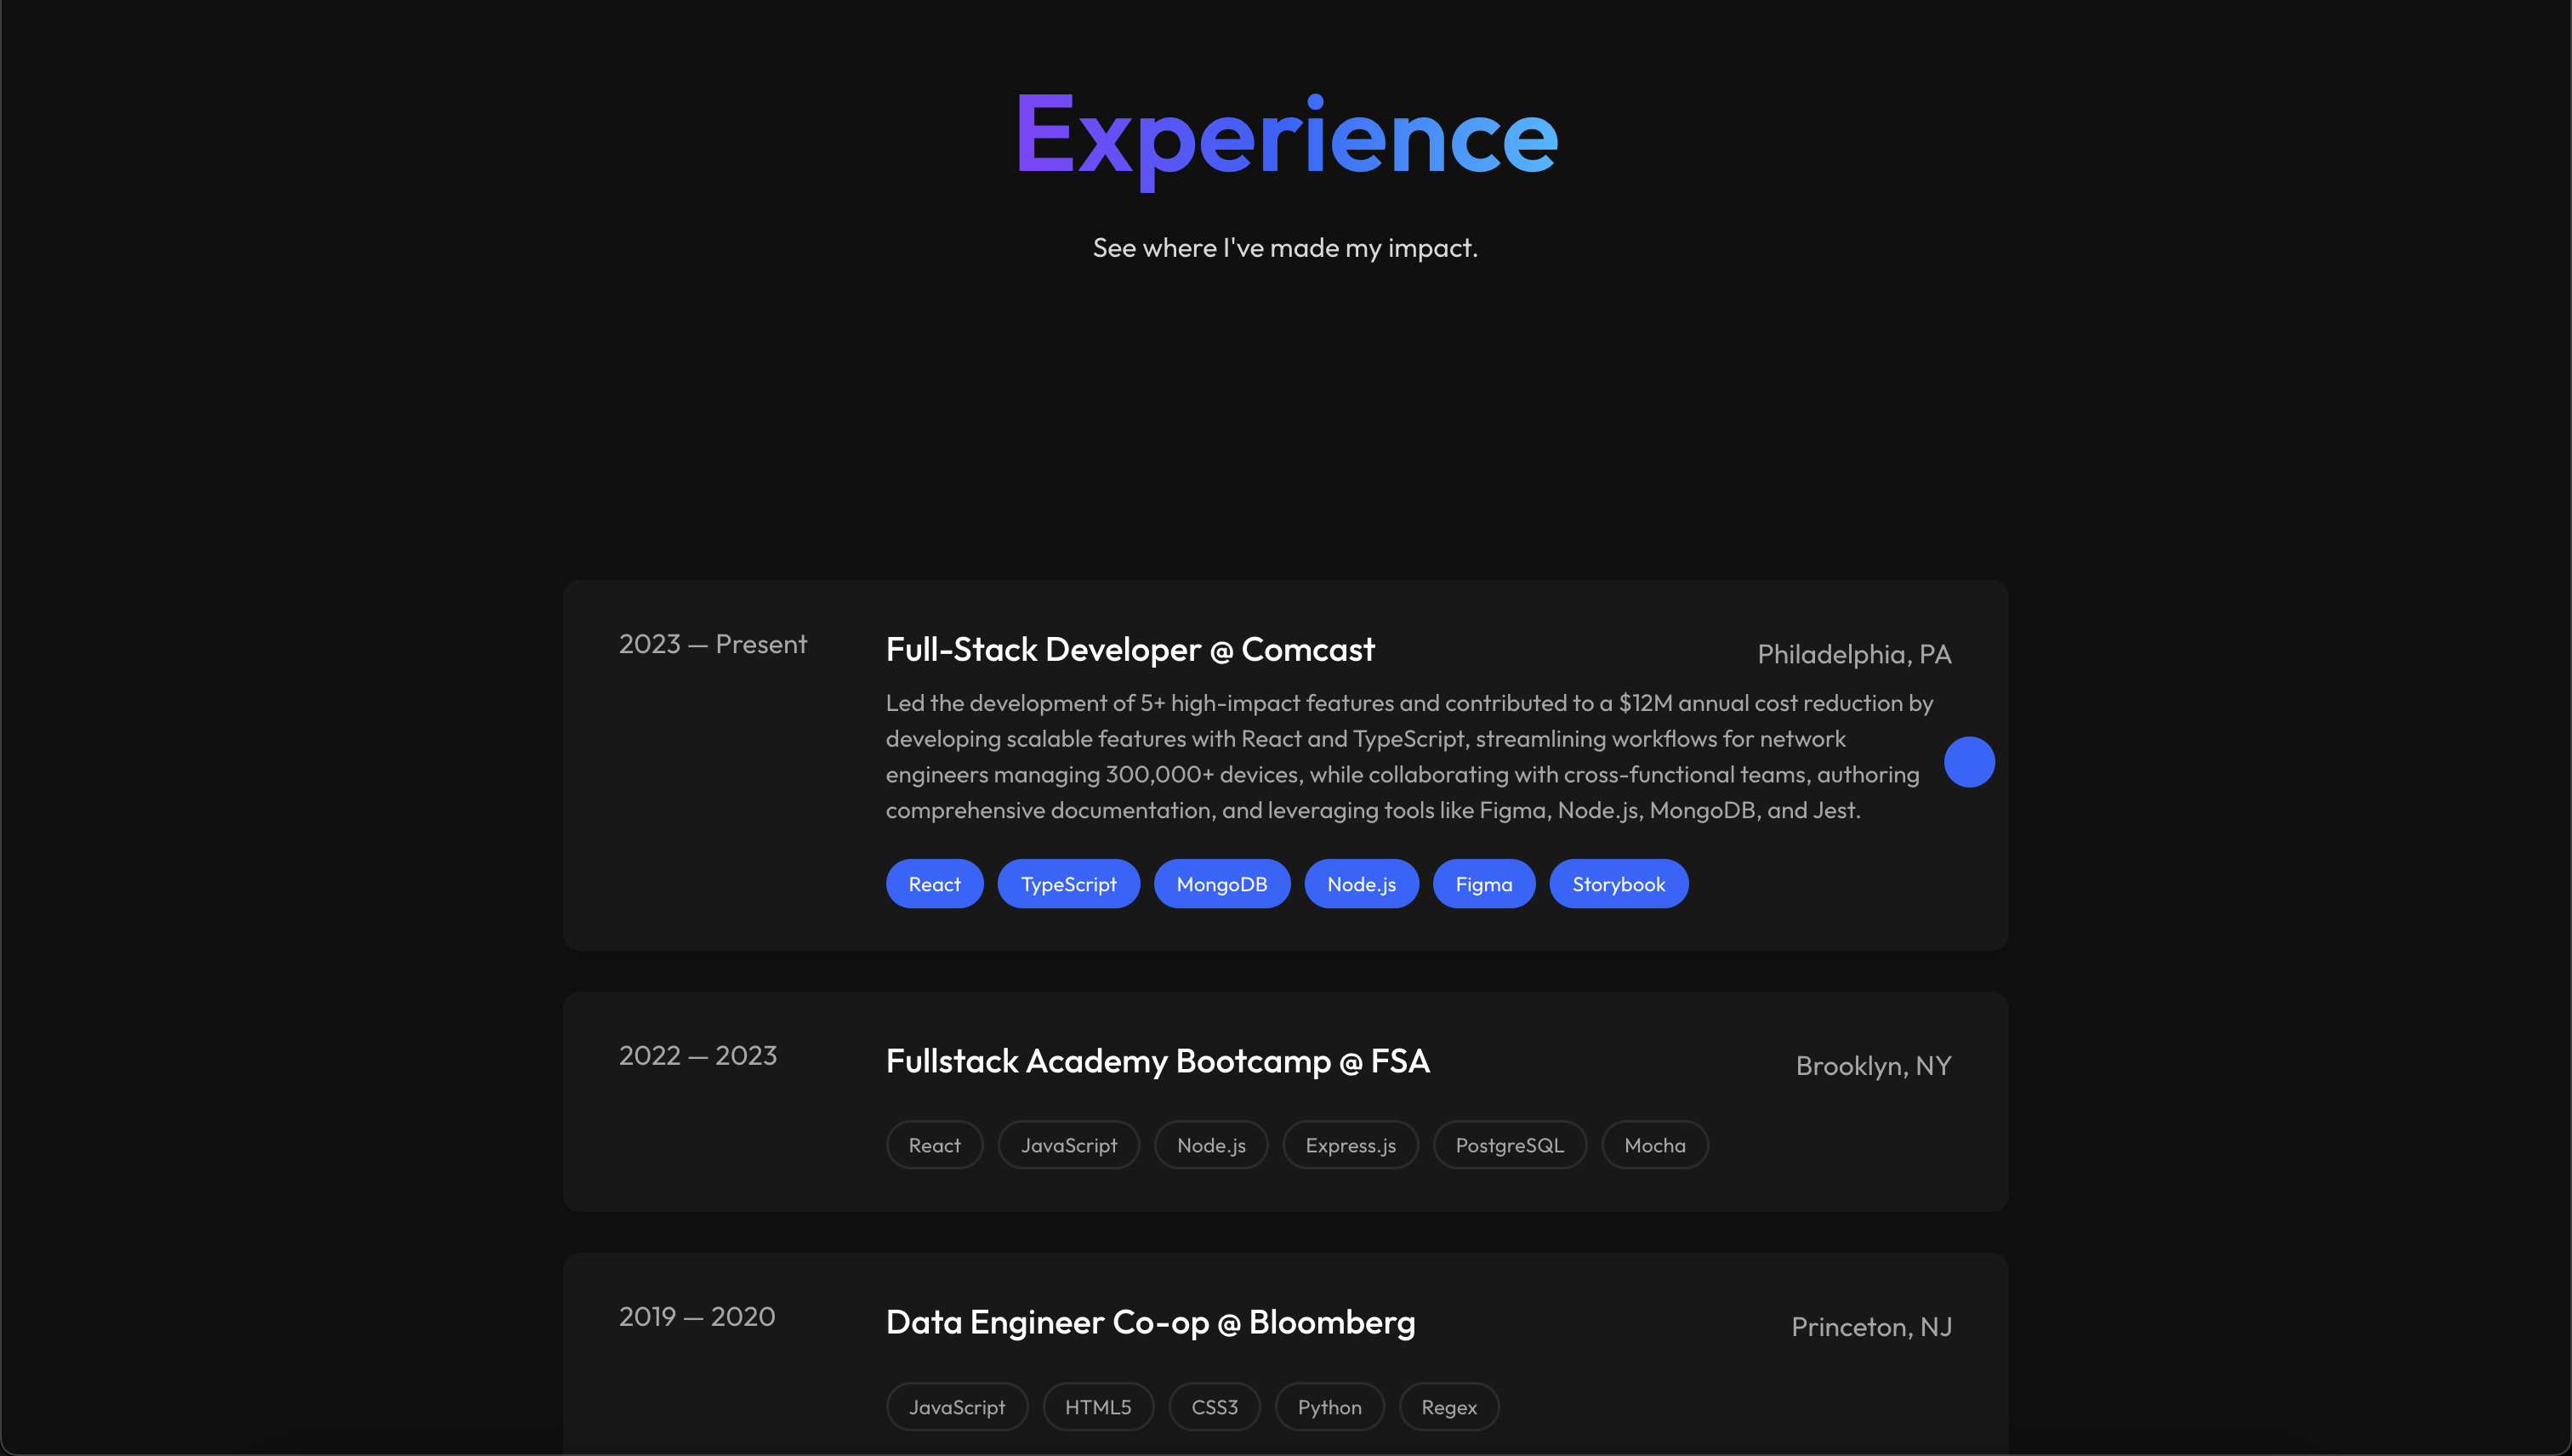 Experience
See where I've made my impact.
2023 — Present
Full-Stack Developer @ Comcast
Philadelphia, PA
Led the development of 5+ high-impact features and contributed to a $12M annual cost reduction by
developing scalable features with React and TypeScript, streamlining workflows for network
engineers managing 300,000+ devices, while collaborating with cross-functional teams, authoring
comprehensive documentation, and leveraging tools like Figma, Node.js, MongoDB, and Jest.
React TypeScript MongoDB Node.js Figma Storybook
2022 — 2023
Fullstack Academy Bootcamp @ FSA
Brooklyn, NY
React JavaScript Node.js Express.js PostgreSQL Mocha
2019 — 2020
Data Engineer Co-op @ Bloomberg
Princeton, NJ
JavaScript HTML5 CSS3 Python Regex